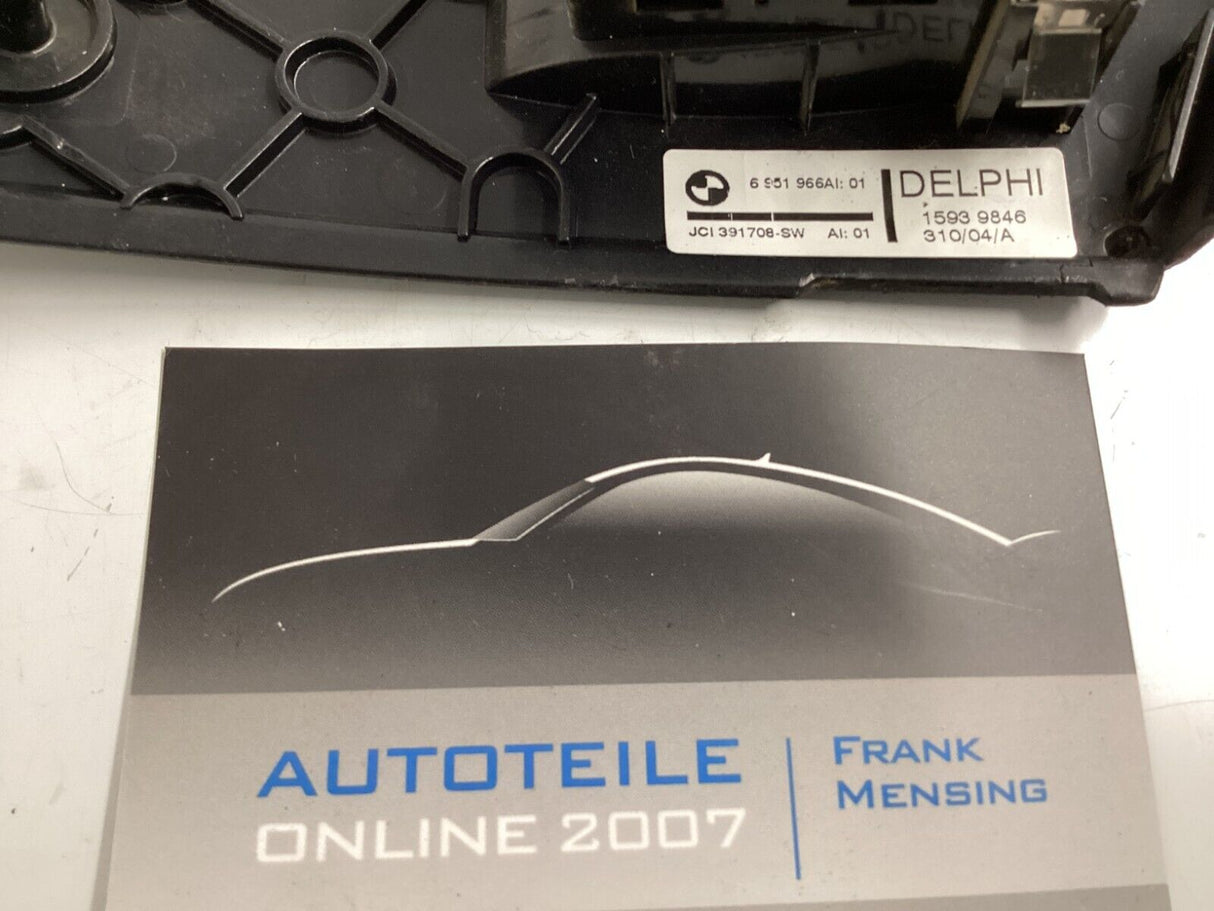 6 951 966AI: 01
JCI 391708-SW AI: 01
DELPHI
1593 9846
310/04/A
AUTOTEILE
ONLINE 2007
FRANK
MENSING